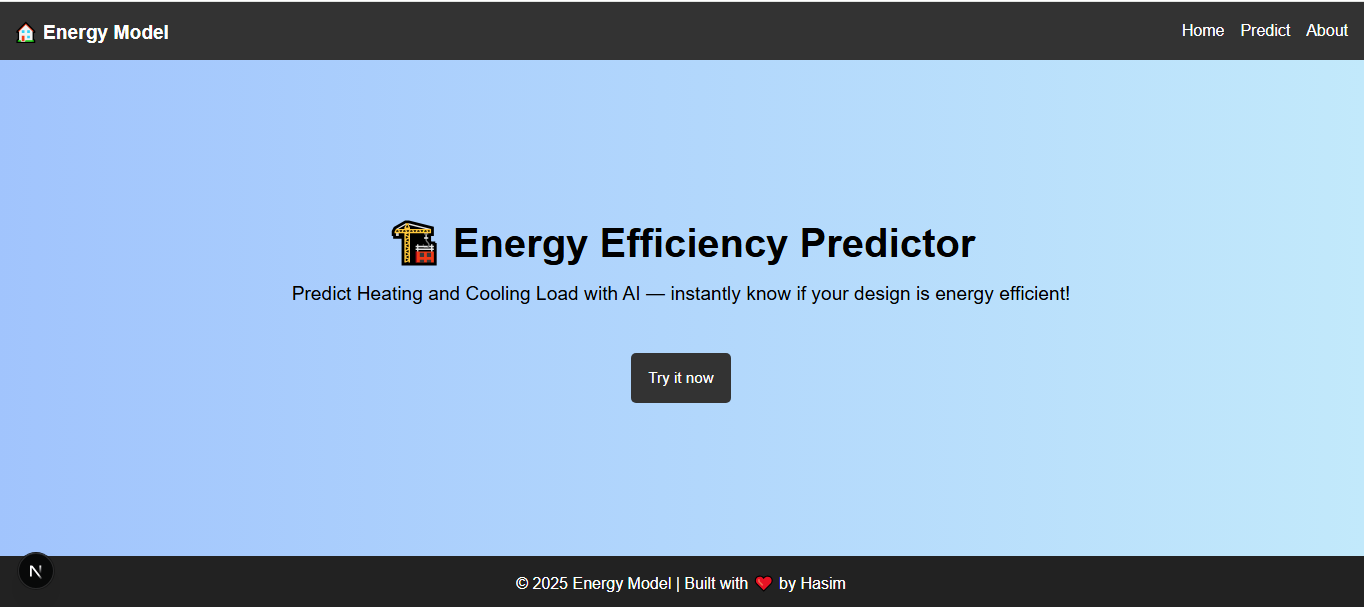 🏠 Energy Model
Home Predict About
🏗️ Energy Efficiency Predictor
Predict Heating and Cooling Load with AI — instantly know if your design is energy efficient!
Try it now
N
© 2025 Energy Model | Built with ❤️ by Hasim